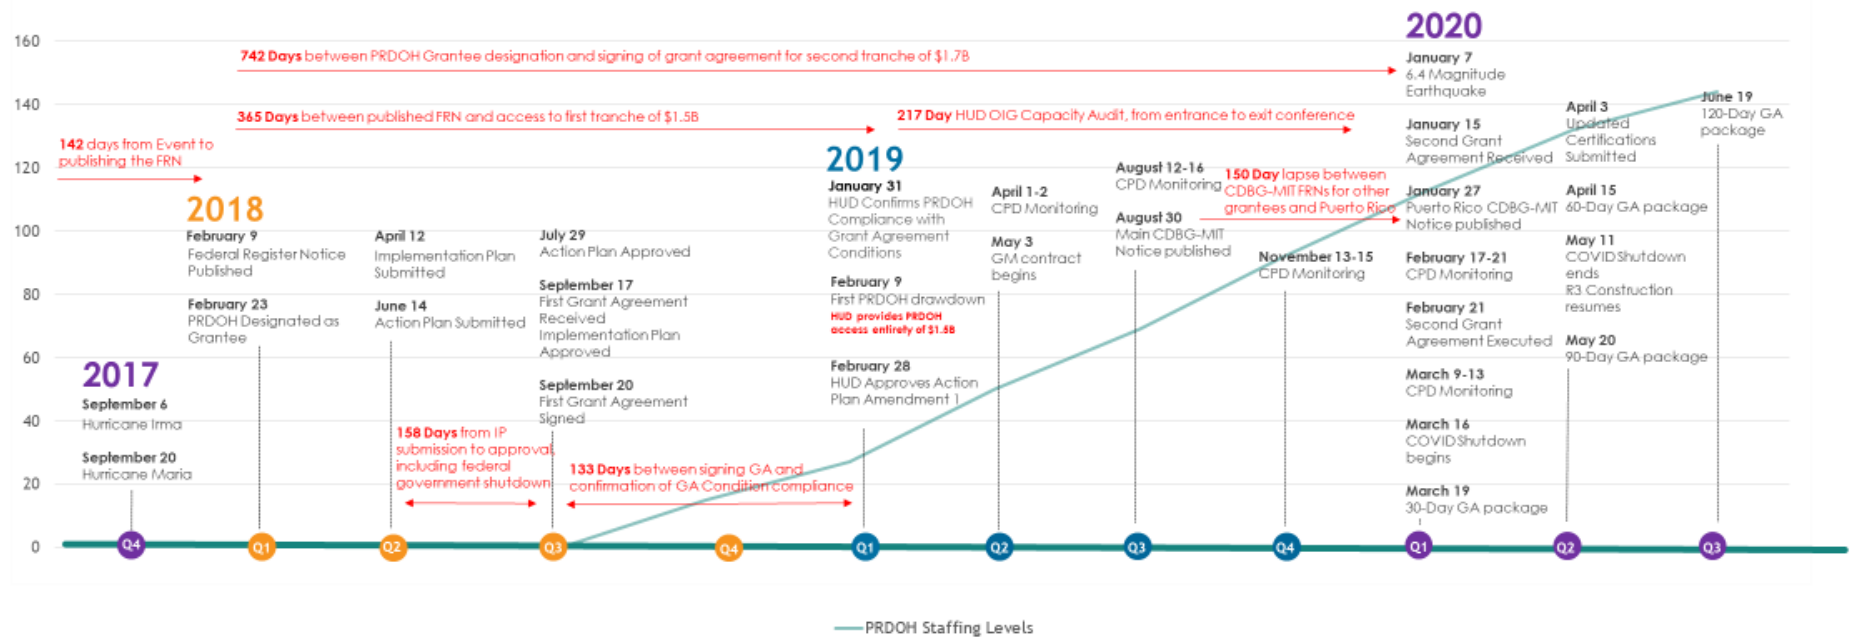 160
140
120
100
80
60
40
20
0
742 Days between PRDOH Grantee designation and signing of grant agreement for second tranche of $1.7B
365 Days between published FRN and access to first tranche of $1.5B
217 Day HUD OIG Capacity Audit, from entrance to exit conference
142 days from Event to
publishing the FRN
2017
September 6
Hurricane Irma
September 20
Hurricane Maria
2018
February 9
Federal Register Notice
Published
February 23
PRDOH Designated as
Grantee
April 12
Implementation Plan
Submitted
June 14
Action Plan Submitted
158 Days from IP
submission to approval,
including federal
government shutdown
July 29
Action Plan Approved
September 17
First Grant Agreement
Received
Implementation Plan
Approved
September 20
First Grant Agreement
Signed
133 Days between signing GA and
confirmation of GA Condition compliance
2019
January 31
HUD Confirms PRDOH
Compliance with
Grant Agreement
Conditions
February 9
First PRDOH drawdown
HUD provides PRDOH
access entirety of $1.5B
February 28
HUD Approves Action
Plan Amendment 1
April 1-2
CPD Monitoring
May 3
GM contract
begins
August 12-16
CPD Monitoring
August 30
Main CDBG-MIT
Notice published
150 Day lapse between
CDBG-MIT FRNs for other
grantees and Puerto Rico
November 13-15
CPD Monitoring
2020
January 7
6.4 Magnitude
Earthquake
January 15
Second Grant
Agreement Received
January 27
Puerto Rico CDBG-MIT
Notice published
February 17-21
CPD Monitoring
February 21
Second Grant
Agreement Executed
March 9-13
CPD Monitoring
March 16
COVID Shutdown
begins
March 19
30-Day GA package
April 3
Updated
Certifications
Submitted
April 15
60-Day GA package
May 11
COVID Shutdown
ends
R3 Construction
resumes
May 20
90-Day GA package
June 19
120-Day GA
package
Q4
Q1
Q2
Q3
Q4
Q1
Q2
Q3
Q4
Q1
Q2
Q3
PRDOH Staffing Levels